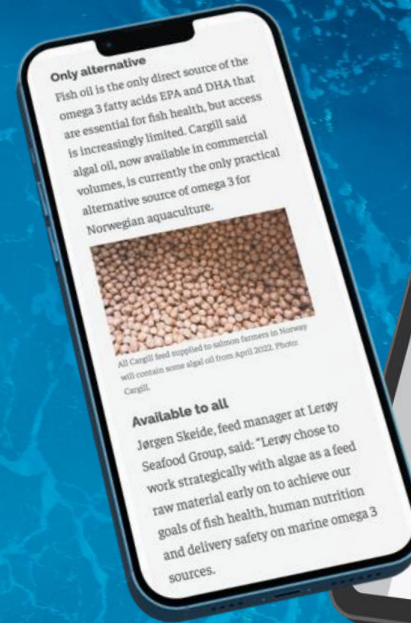 Only alternative
Fish oil is the only direct source of the
omega 3 fatty acids EPA and DHA that
are essential for fish health, but access
is increasingly limited. Cargill said
algal oil, now available in commercial
volumes, is currently the only practical
alternative source of omega 3 for
Norwegian aquaculture.
All Cargill feed supplied to salmon farmers in Norway
will contain some algal oil from April 2022. Photo:
Cargill.
Available to all
Jørgen Skeide, feed manager at Lerøy
Seafood Group, said: “Lerøy chose to
work strategically with algae as a feed
raw material early on to achieve our
goals of fish health, human nutrition
and delivery safety on marine omega 3
sources.